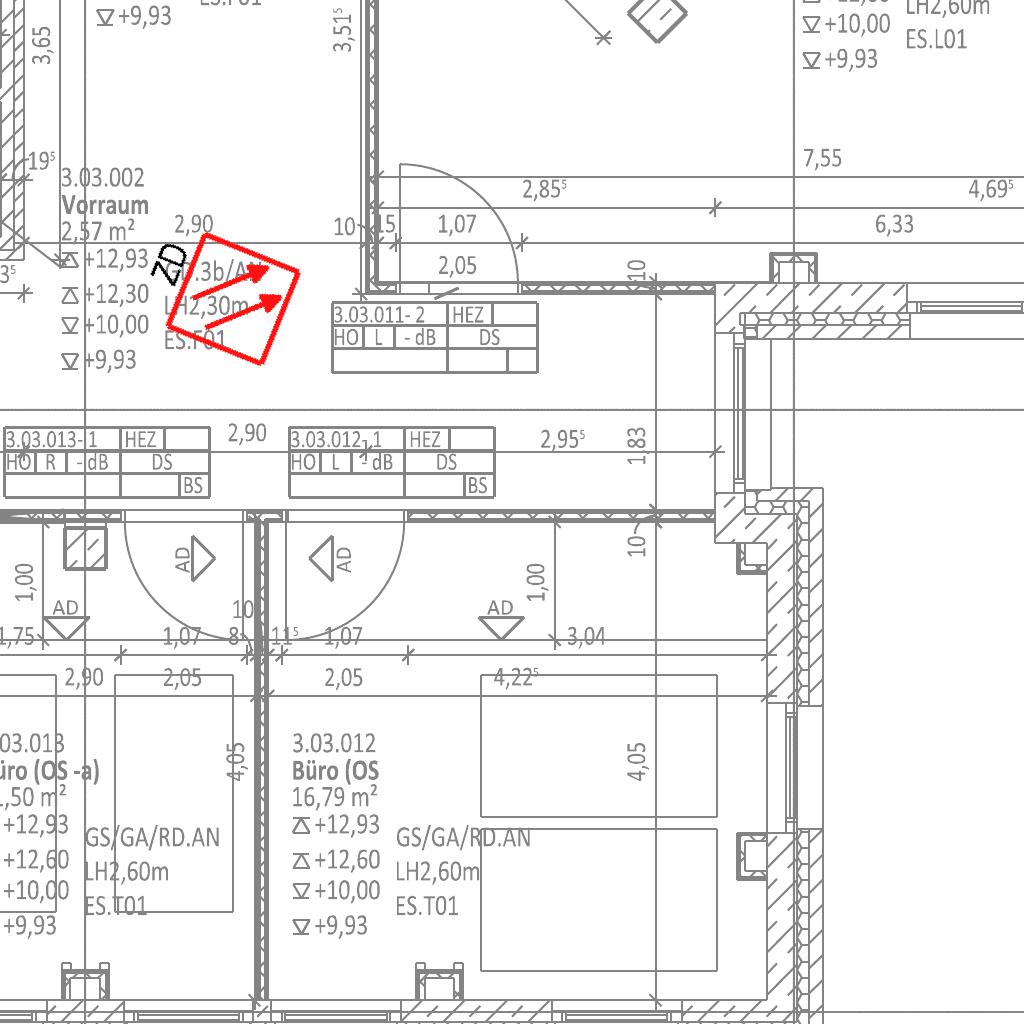 ES.F01
+9,93
3,65
3,51⁵
LH2,60m
+10,00
ES.L01
+9,93
7,55
19⁵
3.03.002
Vorraum
2,57 m²
2,90
2,85⁵
4,69⁵
10
15
1,07
6,33
+12,93
ZD
2,05
10
3⁵
+12,30
LH2,30m
+10,00
ES.F01
+9,93
3.03.011-2 HEZ
HO L - dB DS
3.03.013-1 HEZ
HO R - dB DS
BS
2,90
3.03.012-1 HEZ
HO L - dB DS
BS
2,95⁵
1,83
10
AD
AD
1,00
1,00
10
AD
AD
1,75
1,07
8⁵
11⁵
1,07
3,04
2,90
2,05
2,05
4,22⁵
4,05
4,05
03.013
üro (OS -a)
,50 m²
+12,93
GS/GA/RD.AN
+12,60
LH2,60m
+10,00
ES.T01
+9,93
3.03.012
Büro (OS
16,79 m²
+12,93
GS/GA/RD.AN
+12,60
LH2,60m
+10,00
ES.T01
+9,93